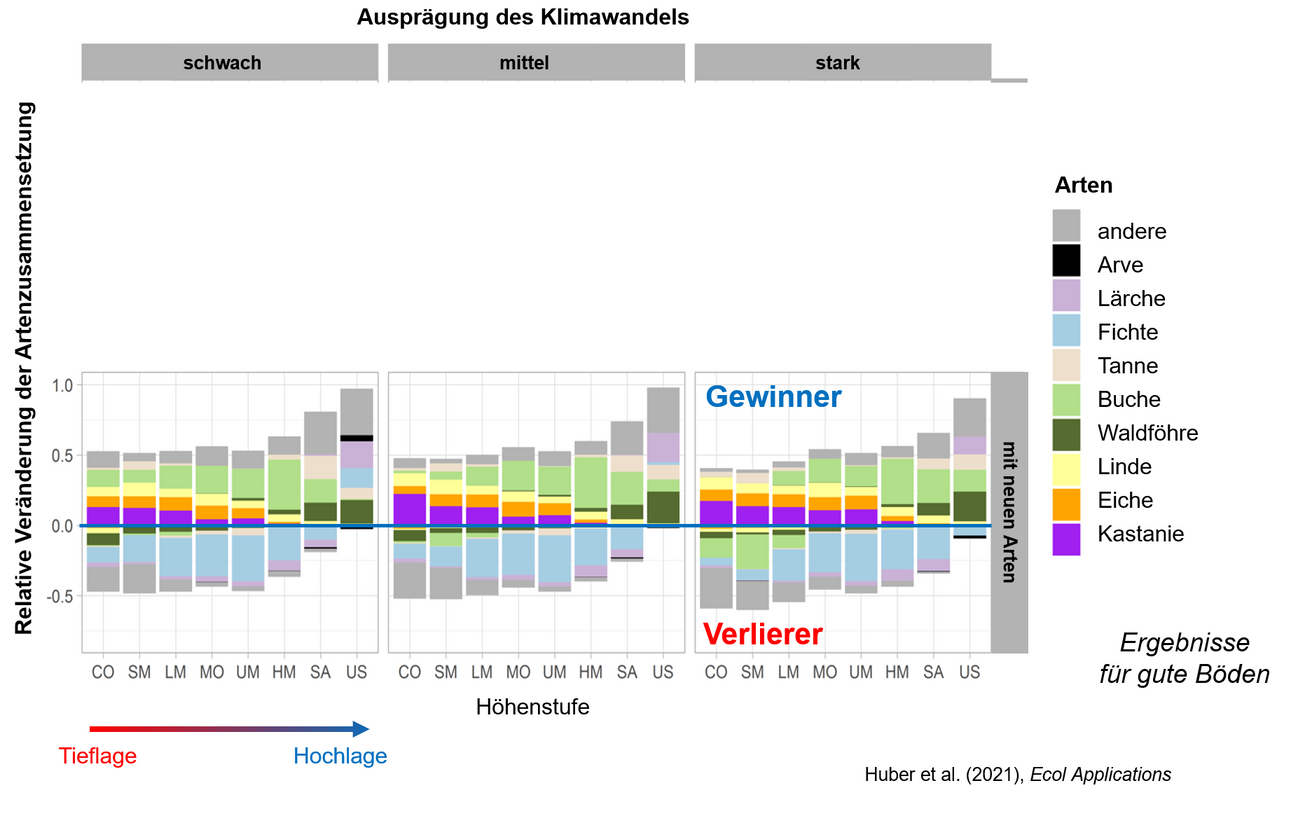 Ausprägung des Klimawandels
schwach
mittel
stark
Relative Veränderung der Artenzusammensetzung
1.0
0.5
0.0
-0.5
Gewinner
Verlierer
mit neuen Arten
CO SM LM MO UM HM SA US
CO SM LM MO UM HM SA US
CO SM LM MO UM HM SA US
Höhenstufe
Tieflage
Hochlage
Arten
andere
Arve
Lärche
Fichte
Tanne
Buche
Waldföhre
Linde
Eiche
Kastanie
Ergebnisse
für gute Böden
Huber et al. (2021), Ecol Applications